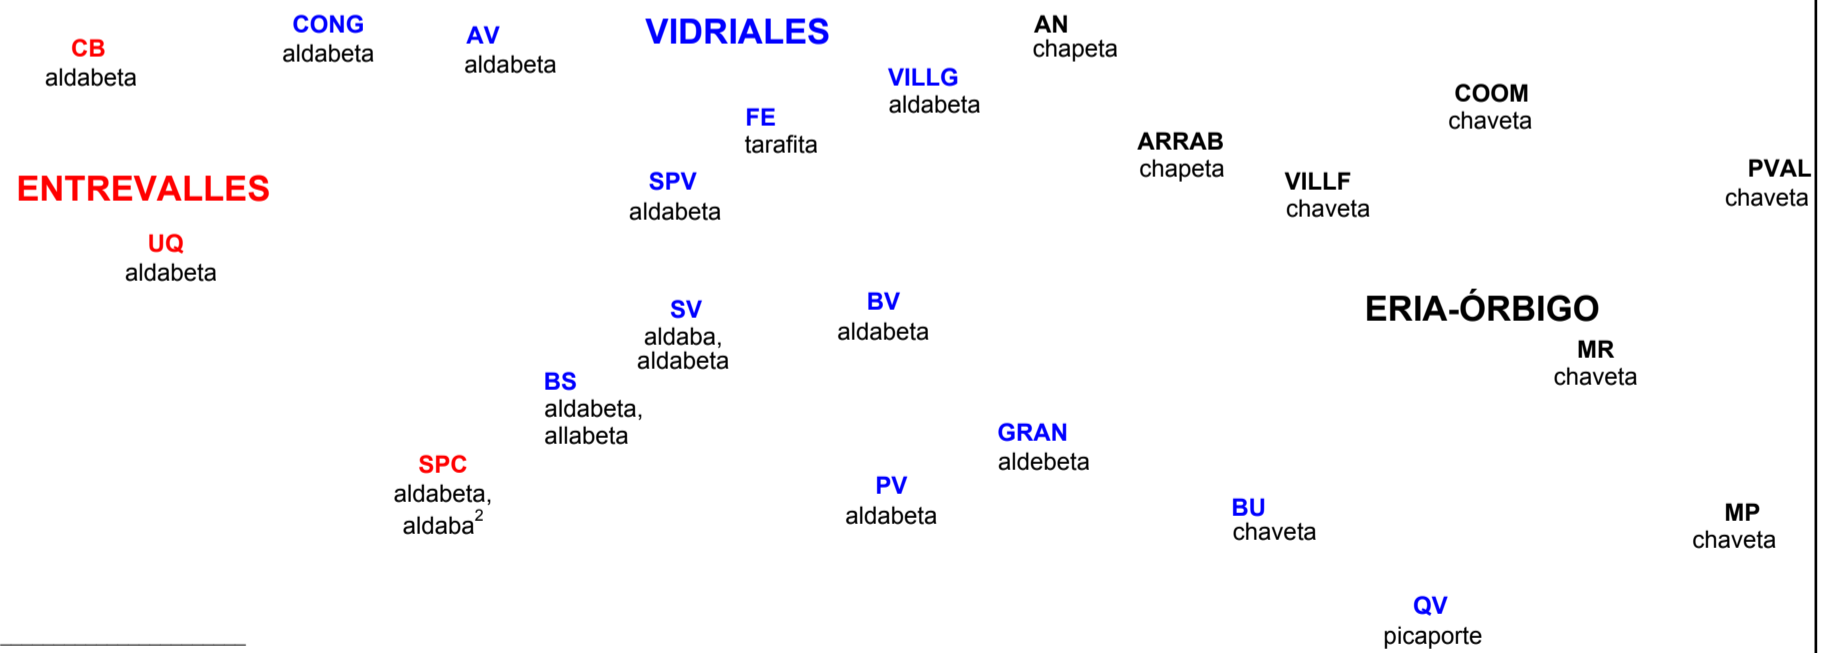 CB
aldabeta
CONG
aldabeta
AV
aldabeta
VIDRIALES
AN
chapeta
VILLG
aldabeta
COOM
chaveta
FE
tarafita
ARRAB
chapeta
PVAL
chaveta
ENTREVALLES
SPV
aldabeta
VILLF
chaveta
UQ
aldabeta
SV
aldaba,
aldabeta
BV
aldabeta
ERIA-ÓRBIGO
MR
chaveta
BS
aldabeta,
allabeta
GRAN
aldebeta
SPC
aldabeta,
aldaba²
PV
aldabeta
BU
chaveta
MP
chaveta
QV
picaporte